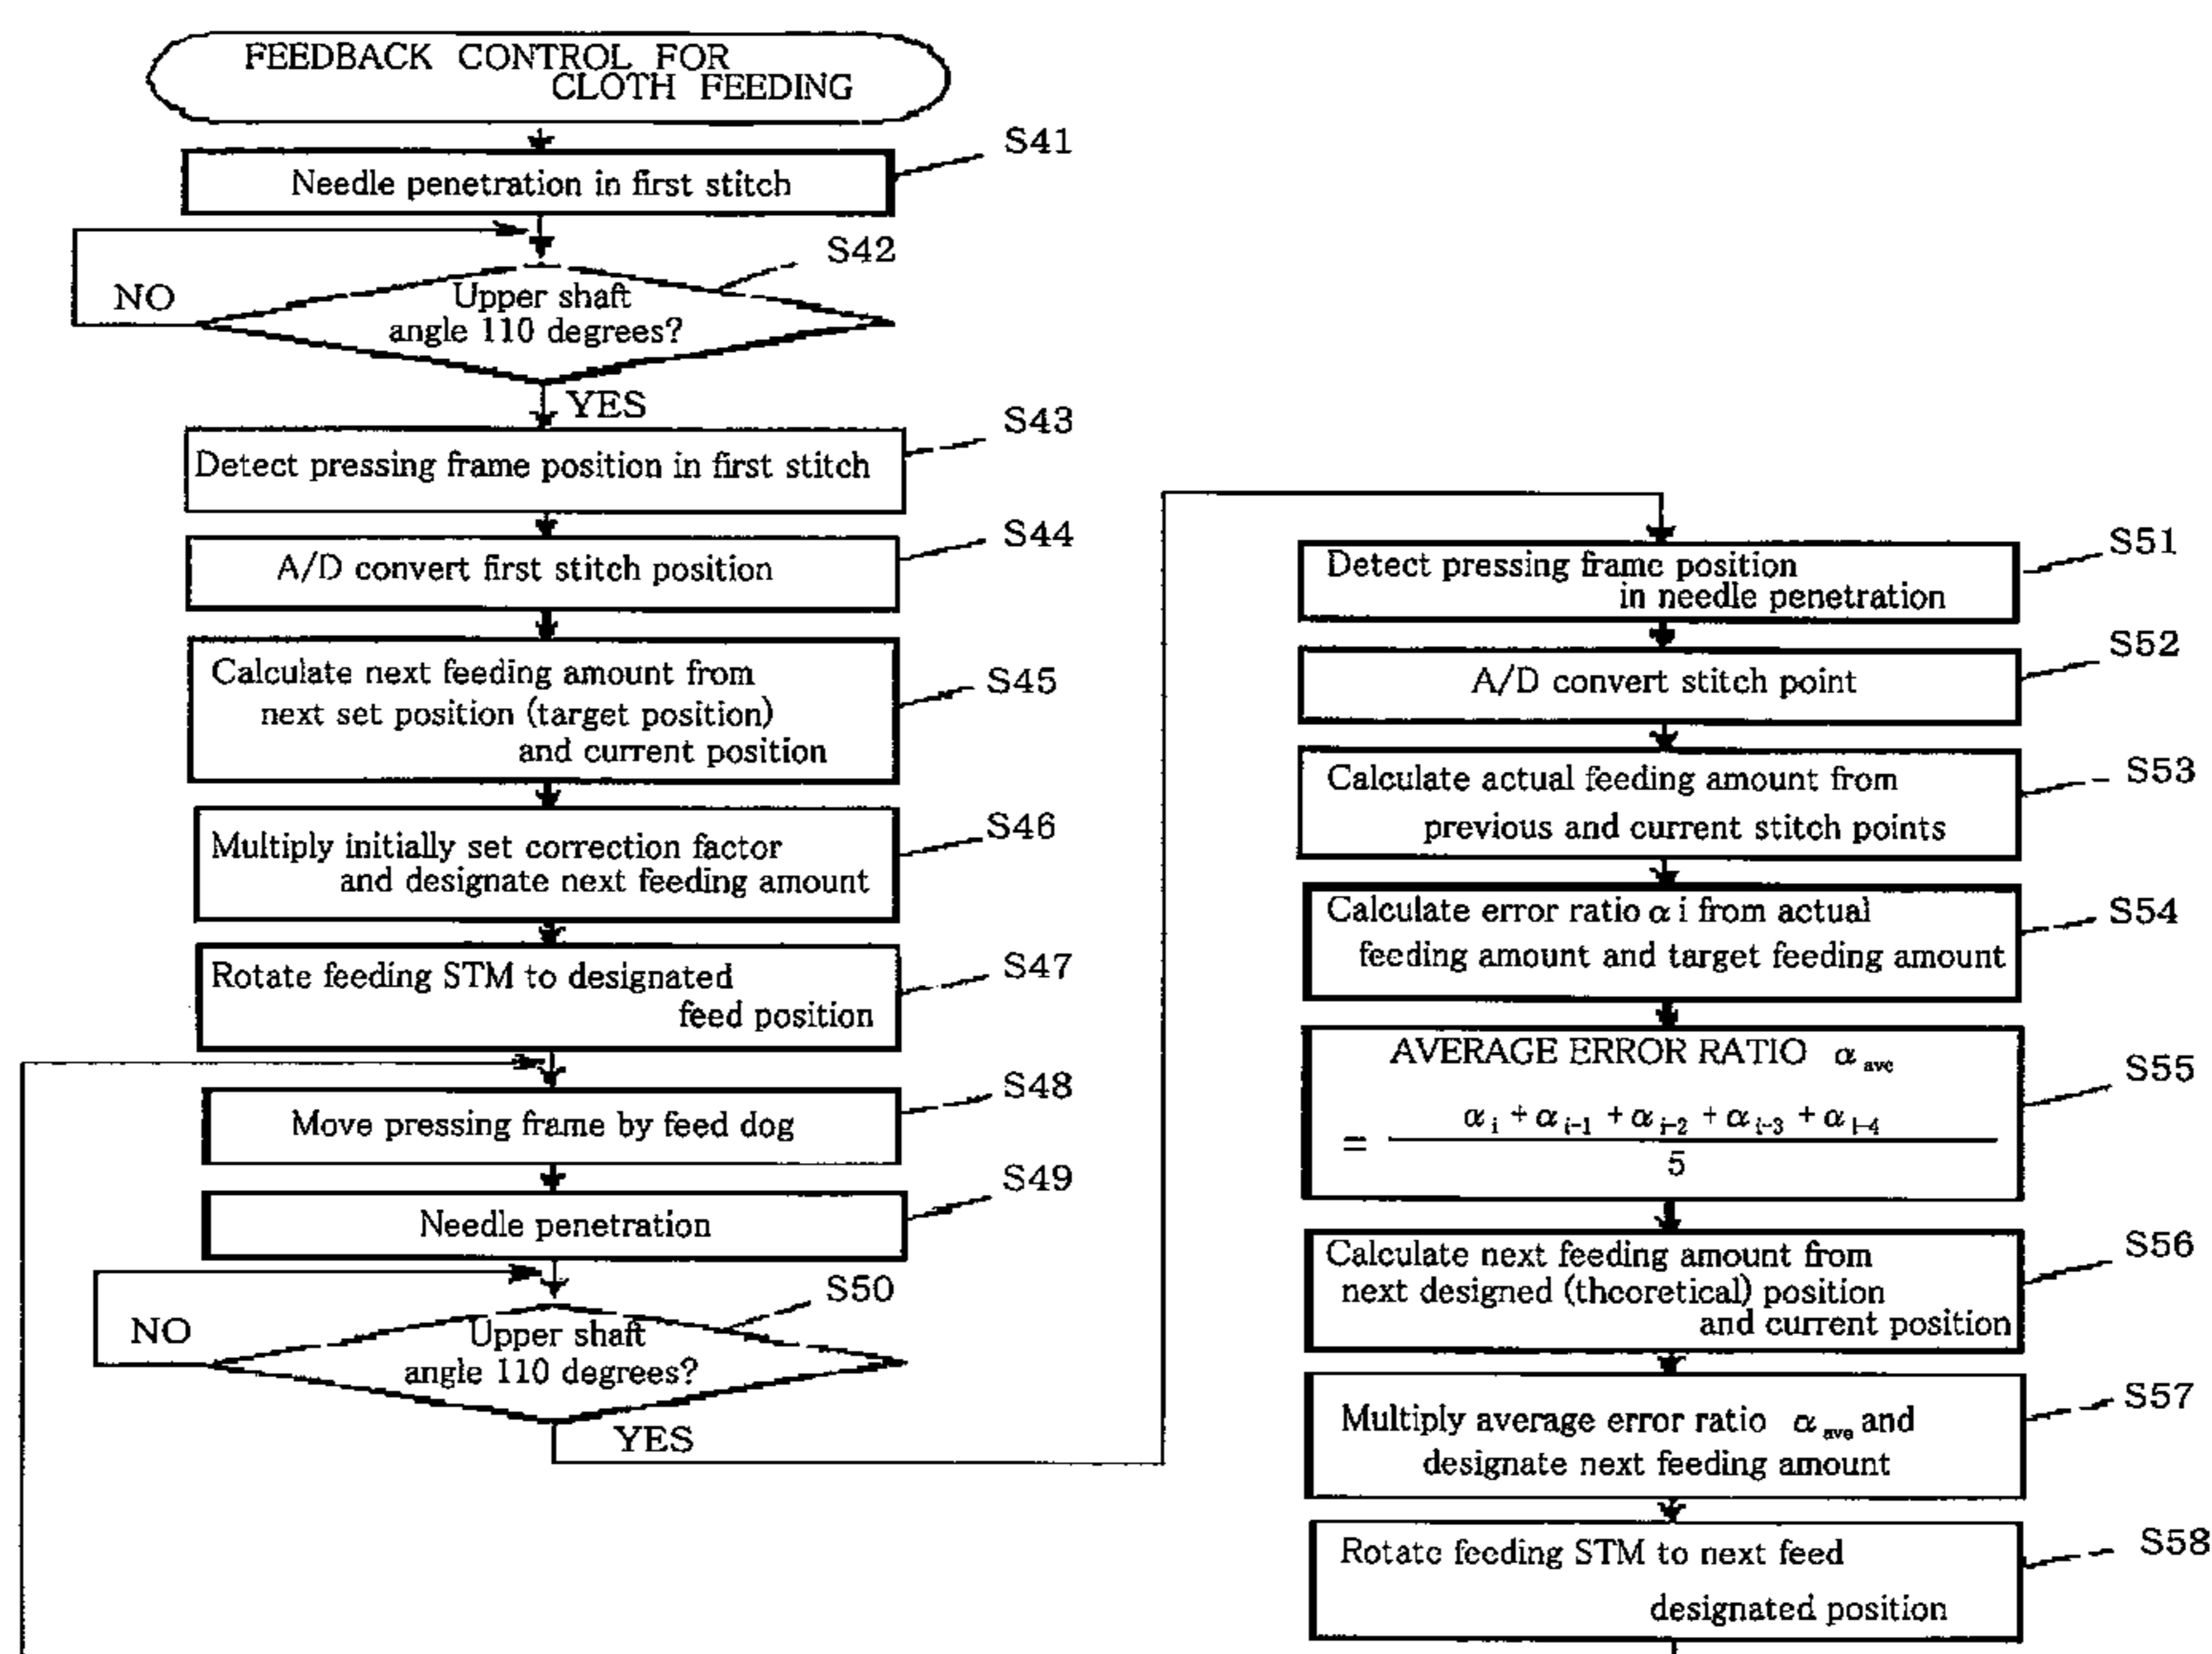 FEEDBACK CONTROL FOR
CLOTH FEEDING
S41
Needle penetration in first stitch
S42
NO
Upper shaft
angle 110 degrees?
YES
S43
Detect pressing frame position in first stitch
S44
A/D convert first stitch position
S45
Calculate next feeding amount from
next set position (target position)
and current position
S46
Multiply initially set correction factor
and designate next feeding amount
S47
Rotate feeding STM to designated
feed position
S48
Move pressing frame by feed dog
S49
Needle penetration
S50
NO
Upper shaft
angle 110 degrees?
YES
S51
Detect pressing frame position
in needle penetration
S52
A/D convert stitch point
S53
Calculate actual feeding amount from
previous and current stitch points
S54
Calculate error ratio α i from actual
feeding amount and target feeding amount
S55
AVERAGE ERROR RATIO α ave
= α i + α i-1 + α i-2 + α i-3 + α i-4
5
S56
Calculate next feeding amount from
next designed (theoretical) position
and current position
S57
Multiply average error ratio α ave and
designate next feeding amount
S58
Rotate feeding STM to next feed
designated position